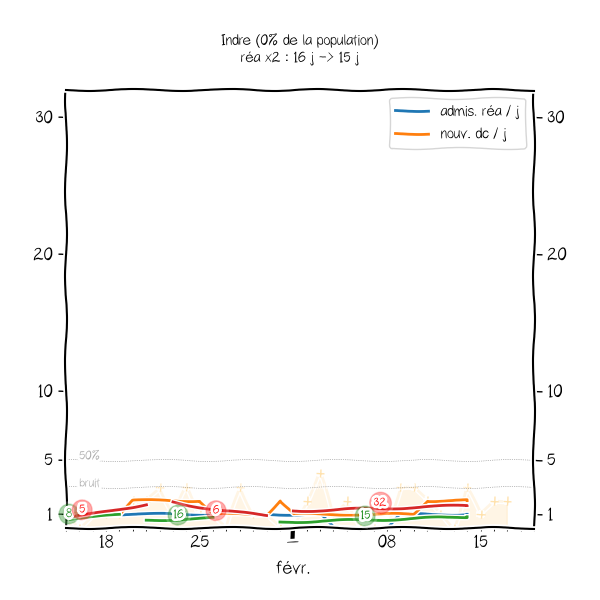 Indre (0% de la population)
réa x2 : 16 j -> 15 j
admis. réa / j
nouv. dc / j
30 30
20 20
10 10
50%
5 5
bruit
1 8 5 16 6 15 32 1
18 25 1 08 15
févr.